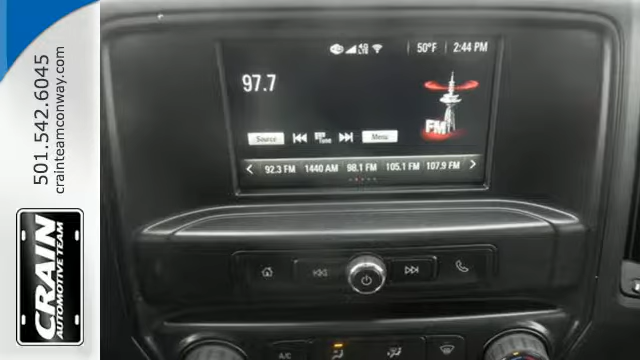 50°F 2:44 PM
97.7
FM
Source Tune Menu
92.3 FM 1440 AM 98.1 FM 105.1 FM 107.9 FM
A/C
501.542.6045
crainteamconway.com
CRAIN
AUTOMOTIVE TEAM